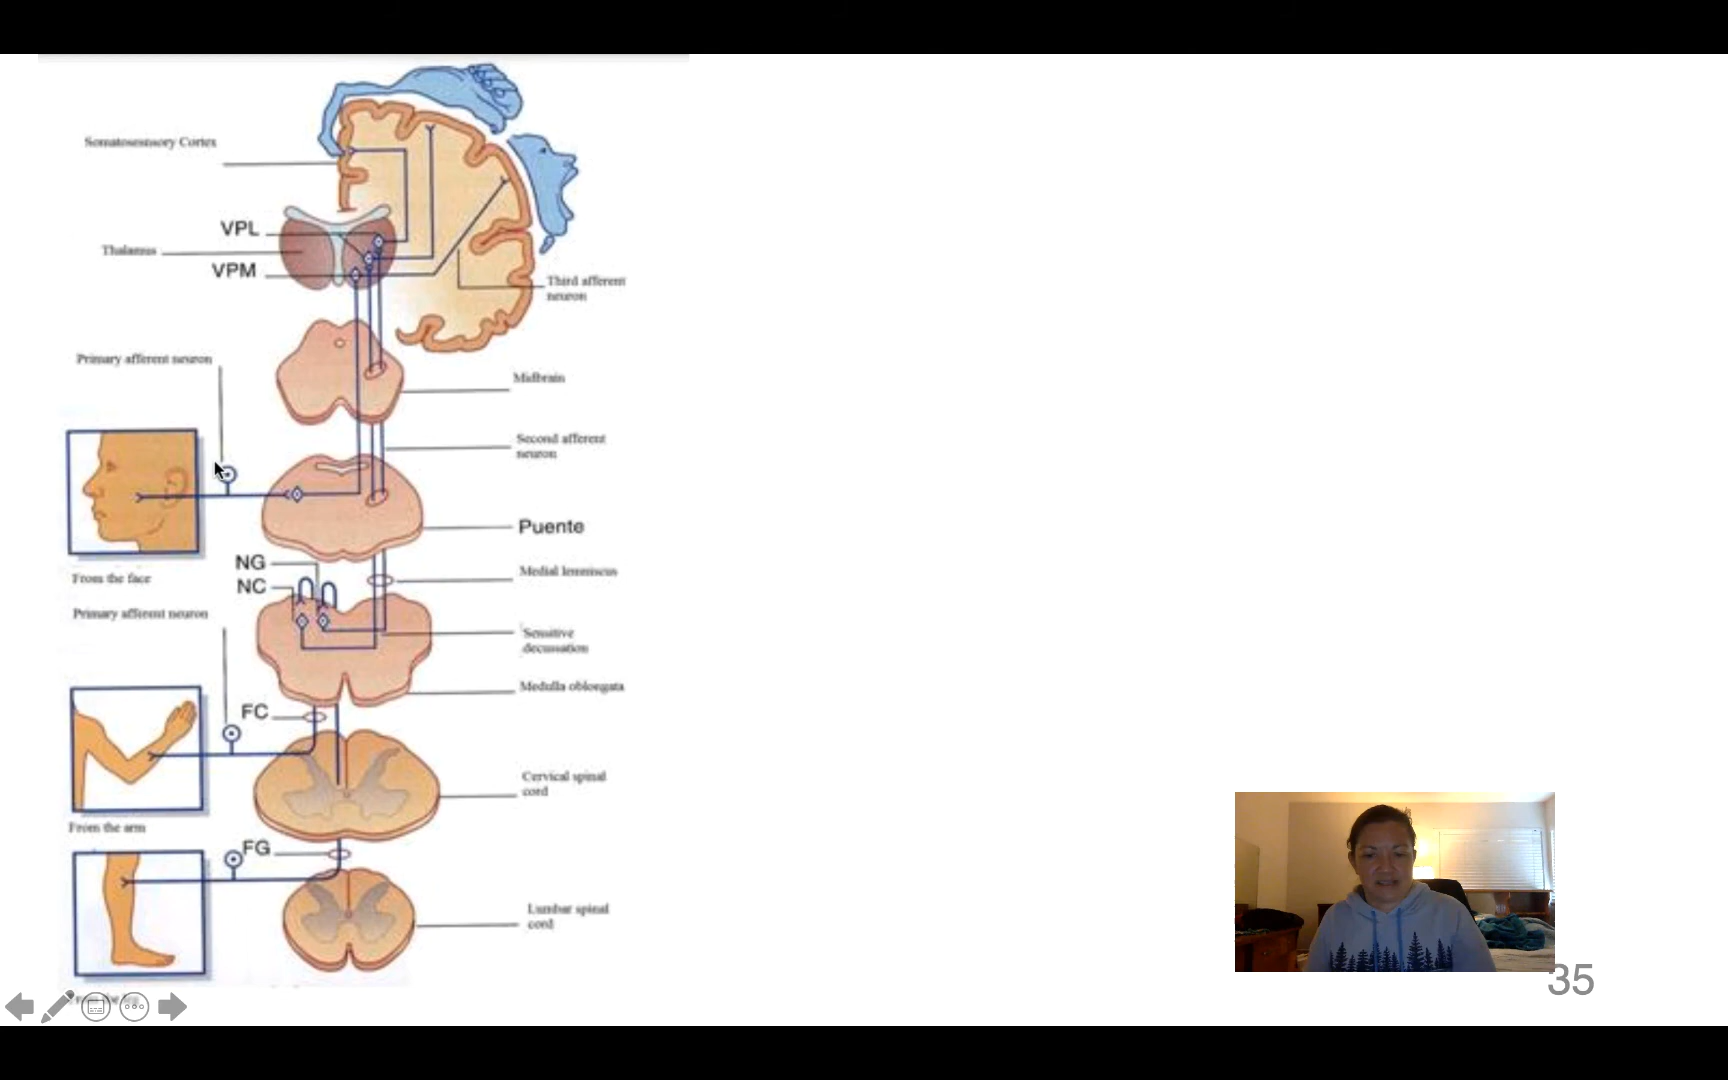 Somatosensory Cortex
VPL
Thalamus
VPM
Third afferent
neuron
Primary afferent neuron
Midbrain
Second afferent
neuron
Puente
NG
Medial lemniscus
From the face
NC
Primary afferent neuron
Sensitive
decussation
Medulla oblongata
FC
Cervical spinal
cord
From the arm
FG
Lumbar spinal
cord
35